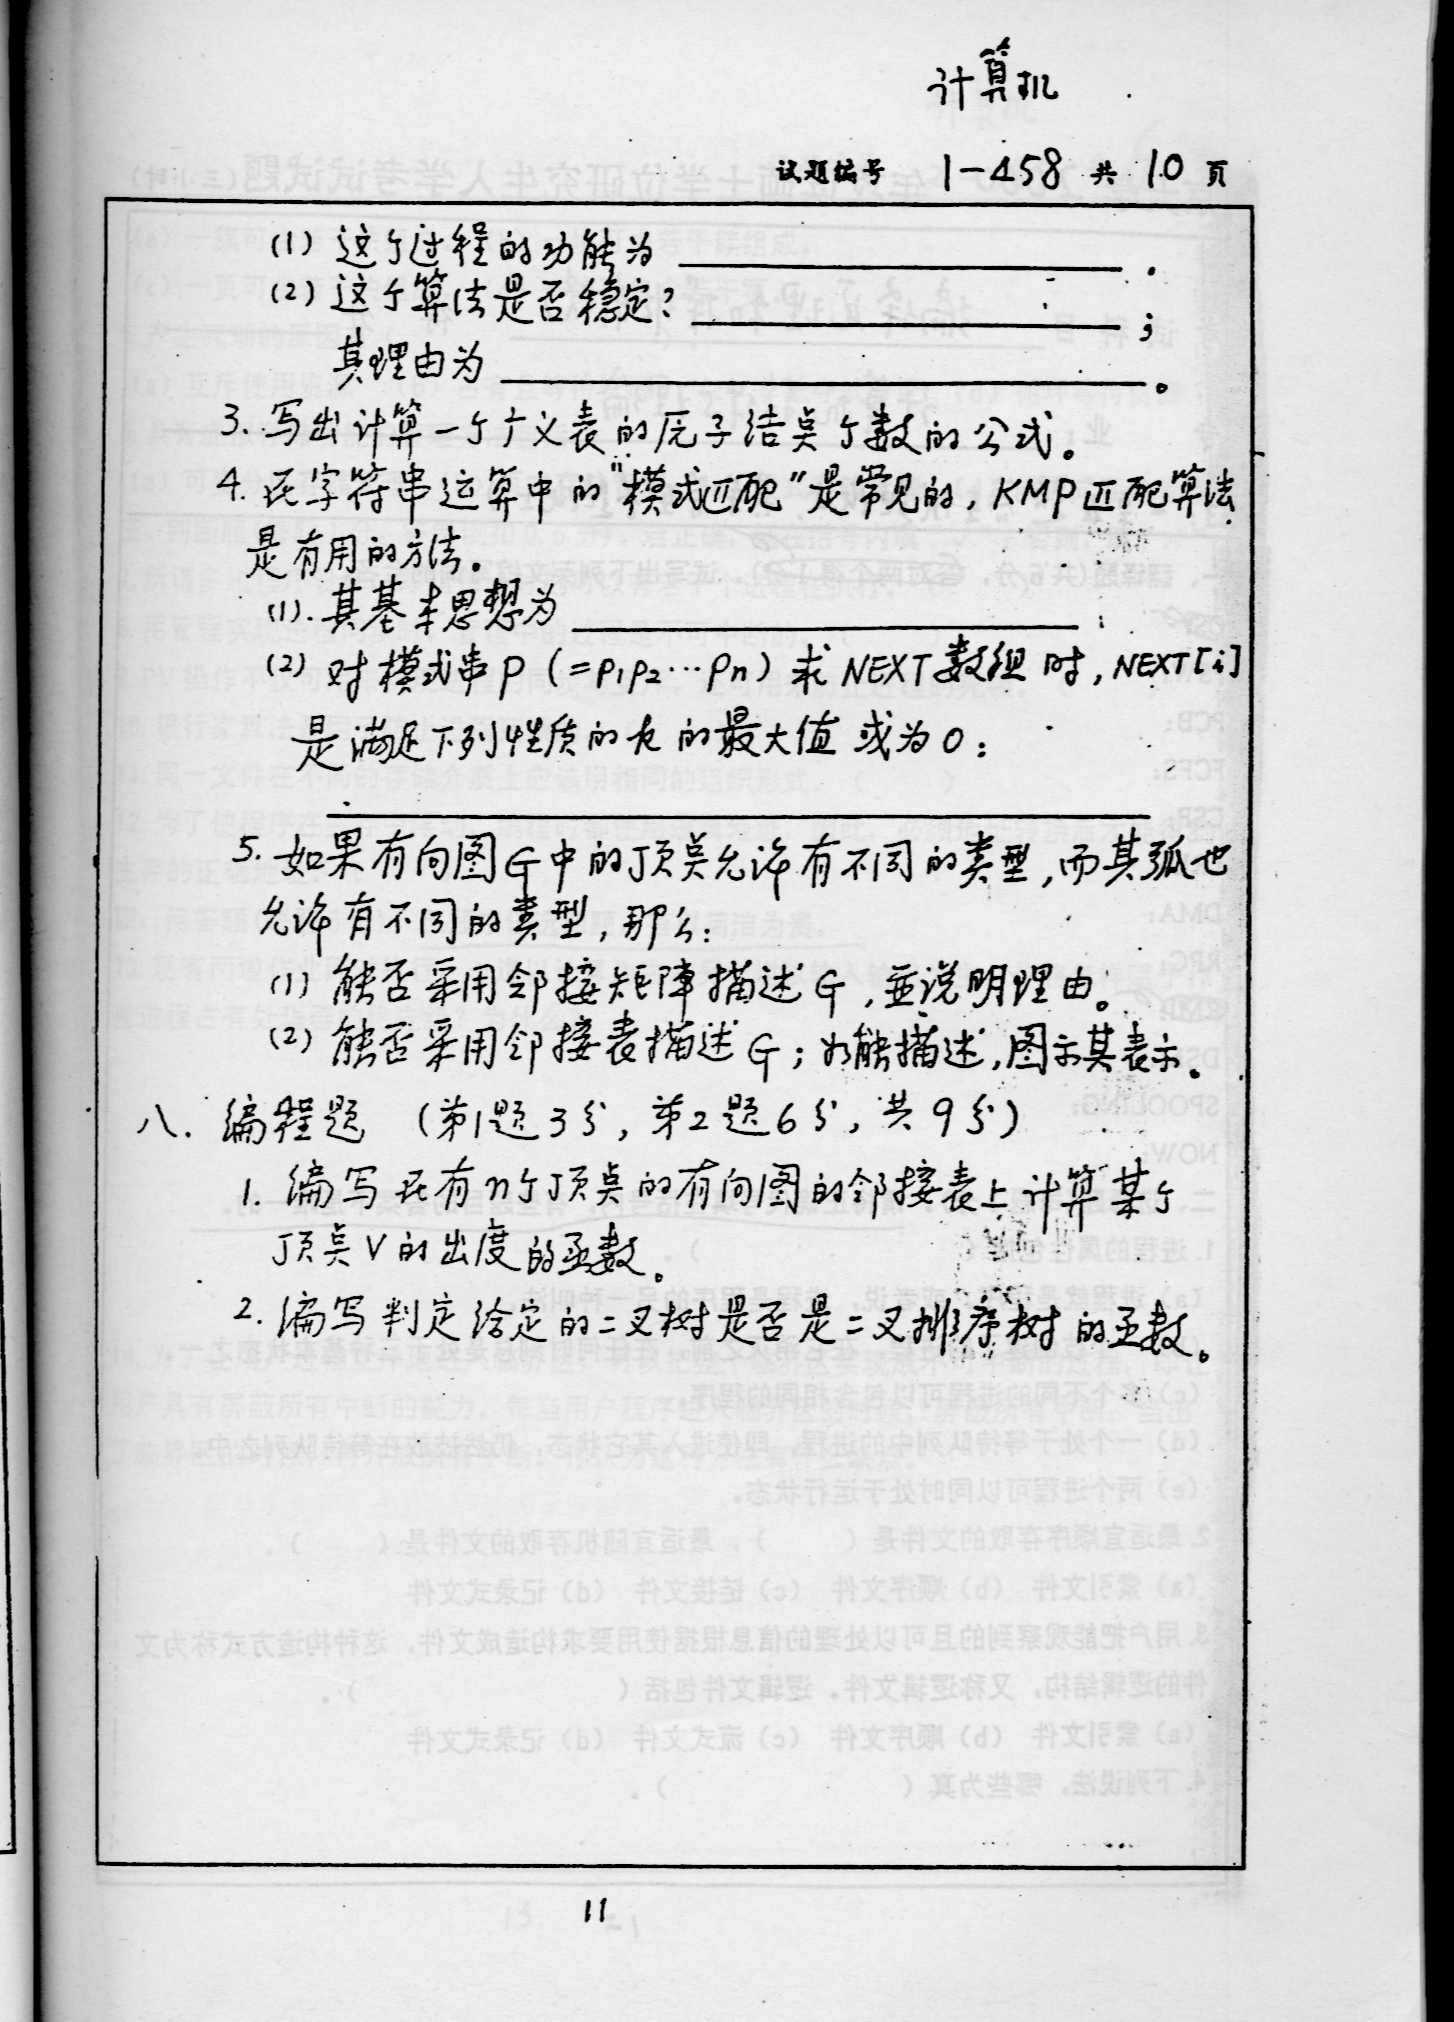 计算机
试题编号 1-458 共 10 页
(1) 这个过程的功能为 ________ .
(2) 这个算法是否稳定? ________ ;
其理由为 ________ 。
3. 写出计算一个广义表的原子结点个数的公式。
4. 在字符串运算中的"模式匹配"是常见的, KMP匹配算法
是有用的方法。
(1). 其基本思想为 ________ ;
(2) 对模式串P (=P1P2…Pn) 求NEXT数组时, NEXT[i]
是满足下列性质的k的最大值或为0:
________
5. 如果有向图G中的顶点允许有不同的类型,而其弧也
允许有不同的类型, 那么:
(1) 能否采用邻接矩阵描述G, 并说明理由。
(2) 能否采用邻接表描述G; 如能描述,图示其表示。
八. 编程题 (第1题3分, 第2题6分, 共9分)
1. 编写在有n个顶点的有向图的邻接表上计算某个
顶点V的出度的函数。
2. 编写判定给定的二叉树是否是二叉排序树的函数。
11